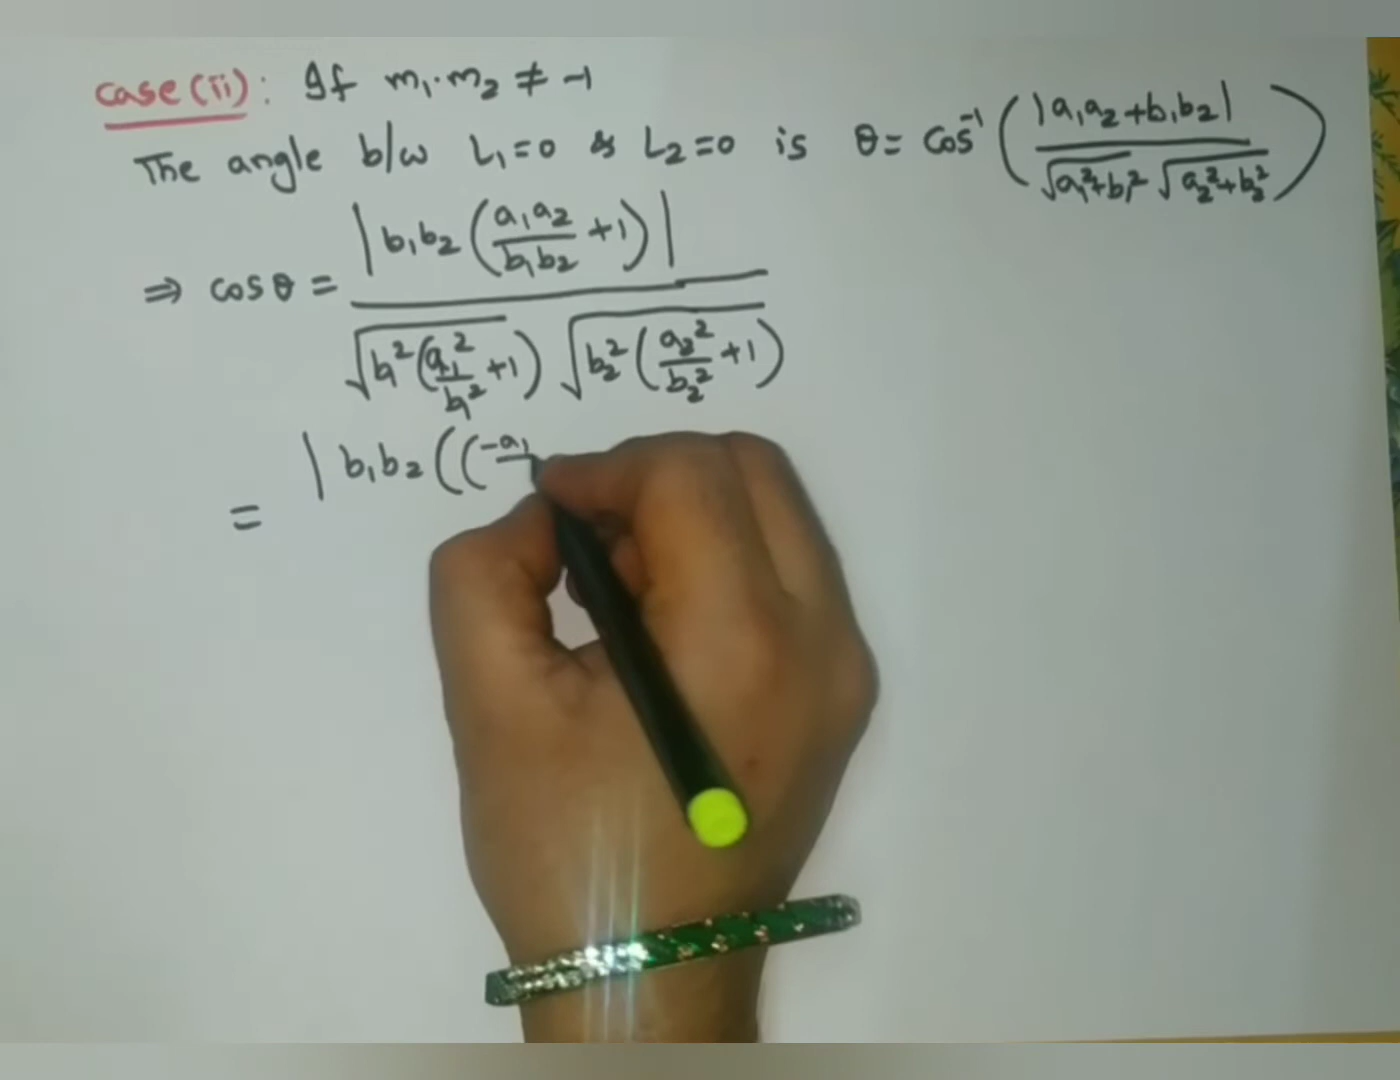 Case(ii): If m₁.m₂ ≠ -1
The angle b/w L₁=0 & L₂=0 is θ= Cos⁻¹ ( |a₁a₂+b₁b₂| / √a₁²+b₁² √a₂²+b₂² )
⇒ cosθ = | b₁b₂ ( a₁a₂/b₁b₂ +1 ) | / √b₁²( a₁²/b₁² +1 ) √b₂²( a₂²/b₂² +1 )
= | b₁b₂ ( ( -a₁